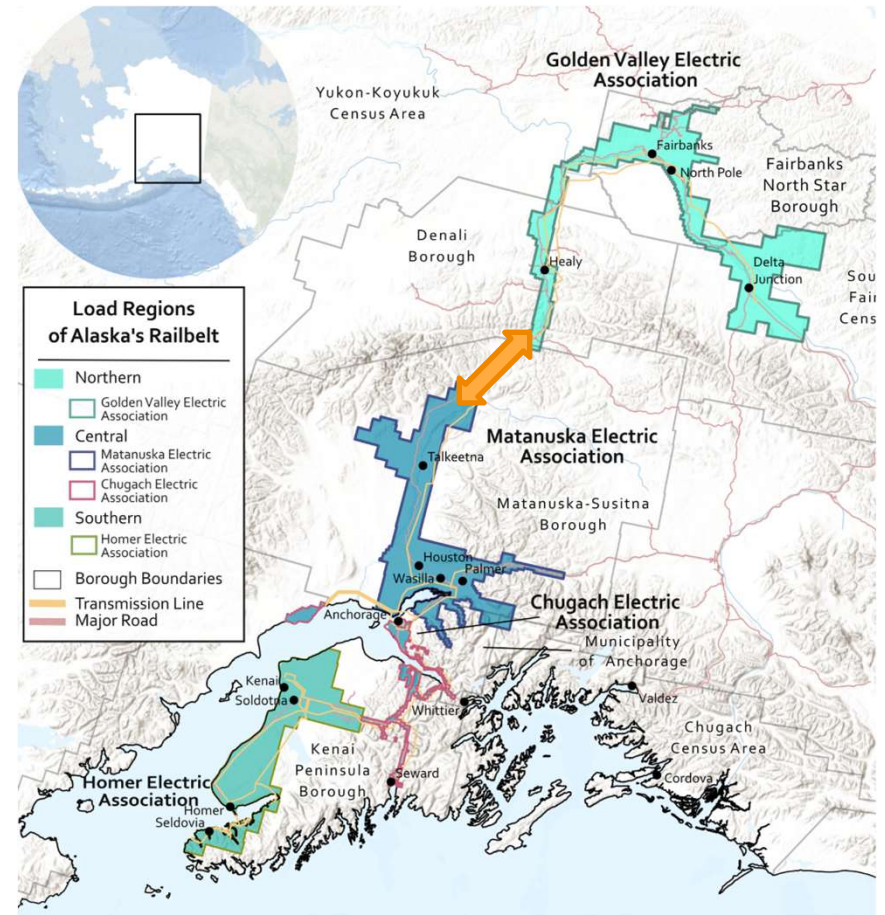 Golden Valley Electric
Association
Yukon-Koyukuk
Census Area
Fairbanks
North Pole
Fairbanks
North Star
Borough
Denali
Borough
Healy
Delta
Junction
Sou
Fair
Cens
Load Regions
of Alaska's Railbelt
Northern
Golden Valley Electric
Association
Central
Matanuska Electric
Association
Chugach Electric
Association
Southern
Homer Electric
Association
Borough Boundaries
Transmission Line
Major Road
Matanuska Electric
Association
Talkeetna
Matanuska-Susitna
Borough
Houston
Wasilla
Palmer
Chugach Electric
Association
Anchorage
Municipality
of Anchorage
Kenai
Soldotna
Whittier
Valdez
Chugach
Census Area
Kenai
Peninsula
Borough
Seward
Cordova
Homer Electric
Association
Homer
Seldovia